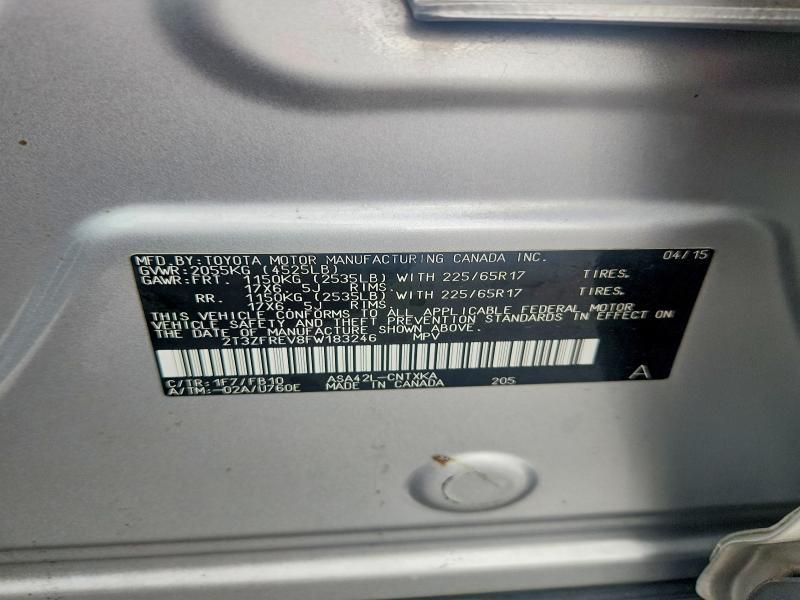 MFD. BY: TOYOTA MOTOR MANUFACTURING CANADA INC. 04/15
GVWR: 2055KG (4525LB)
GAWR: FRT. 1150KG (2535LB) WITH 225/65R17 TIRES.
17X6. 5J RIMS.
RR. 1150KG (2535LB) WITH 225/65R17 TIRES.
17X6. 5J RIMS.
THIS VEHICLE CONFORMS TO ALL APPLICABLE FEDERAL MOTOR
VEHICLE SAFETY AND THEFT PREVENTION STANDARDS IN EFFECT ON
THE DATE OF MANUFACTURE SHOWN ABOVE.
2T3ZFREV8FW183246 MPV
C/TR: 1F7/FB10 ASA42L-CNTXKA 205 A
A/TM: -02A/U760E MADE IN CANADA